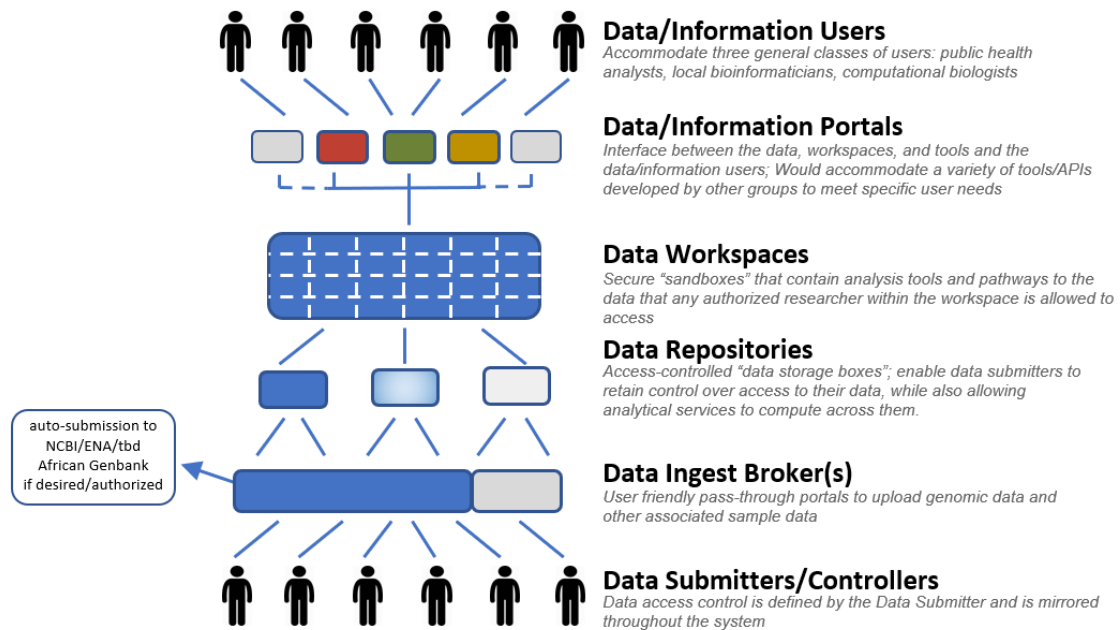 Data/Information Users
Accommodate three general classes of users: public health
analysts, local bioinformaticians, computational biologists
Data/Information Portals
Interface between the data, workspaces, and tools and the
data/information users; Would accommodate a variety of tools/APIs
developed by other groups to meet specific user needs
Data Workspaces
Secure “sandboxes” that contain analysis tools and pathways to the
data that any authorized researcher within the workspace is allowed to
access
Data Repositories
Access-controlled “data storage boxes”; enable data submitters to
retain control over access to their data, while also allowing
analytical services to compute across them.
auto-submission to
NCBI/ENA/tbd
African Genbank
if desired/authorized
Data Ingest Broker(s)
User friendly pass-through portals to upload genomic data and
other associated sample data
Data Submitters/Controllers
Data access control is defined by the Data Submitter and is mirrored
throughout the system